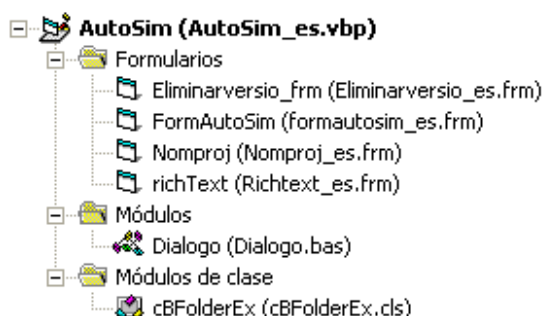 AutoSim (AutoSim_es.vbp)
Formularios
Eliminarversio_frm (Eliminarversio_es.frm)
FormAutoSim (formautosim_es.frm)
Nomproj (Nomproj_es.frm)
richText (Richtext_es.frm)
Módulos
Dialogo (Dialogo.bas)
Módulos de clase
cBFolderEx (cBFolderEx.cls)